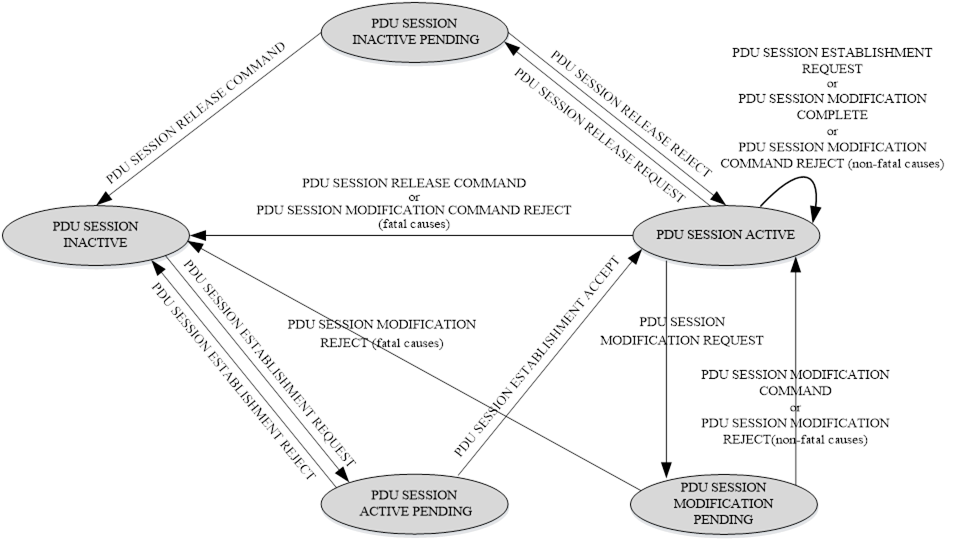 PDU SESSION
INACTIVE PENDING
PDU SESSION RELEASE COMMAND
PDU SESSION RELEASE REJECT
PDU SESSION RELEASE REQUEST
PDU SESSION ESTABLISHMENT
REQUEST
or
PDU SESSION MODIFICATION
COMPLETE
or
PDU SESSION MODIFICATION
COMMAND REJECT (non-fatal causes)
PDU SESSION RELEASE COMMAND
or
PDU SESSION MODIFICATION COMMAND REJECT
(fatal causes)
PDU SESSION
INACTIVE
PDU SESSION ACTIVE
PDU SESSION ESTABLISHMENT REQUEST
PDU SESSION ESTABLISHMENT REJECT
PDU SESSION MODIFICATION
REJECT (fatal causes)
PDU SESSION ESTABLISHMENT ACCEPT
PDU SESSION
MODIFICATION REQUEST
PDU SESSION MODIFICATION
COMMAND
or
PDU SESSION MODIFICATION
REJECT(non-fatal causes)
PDU SESSION
ACTIVE PENDING
PDU SESSION
MODIFICATION
PENDING